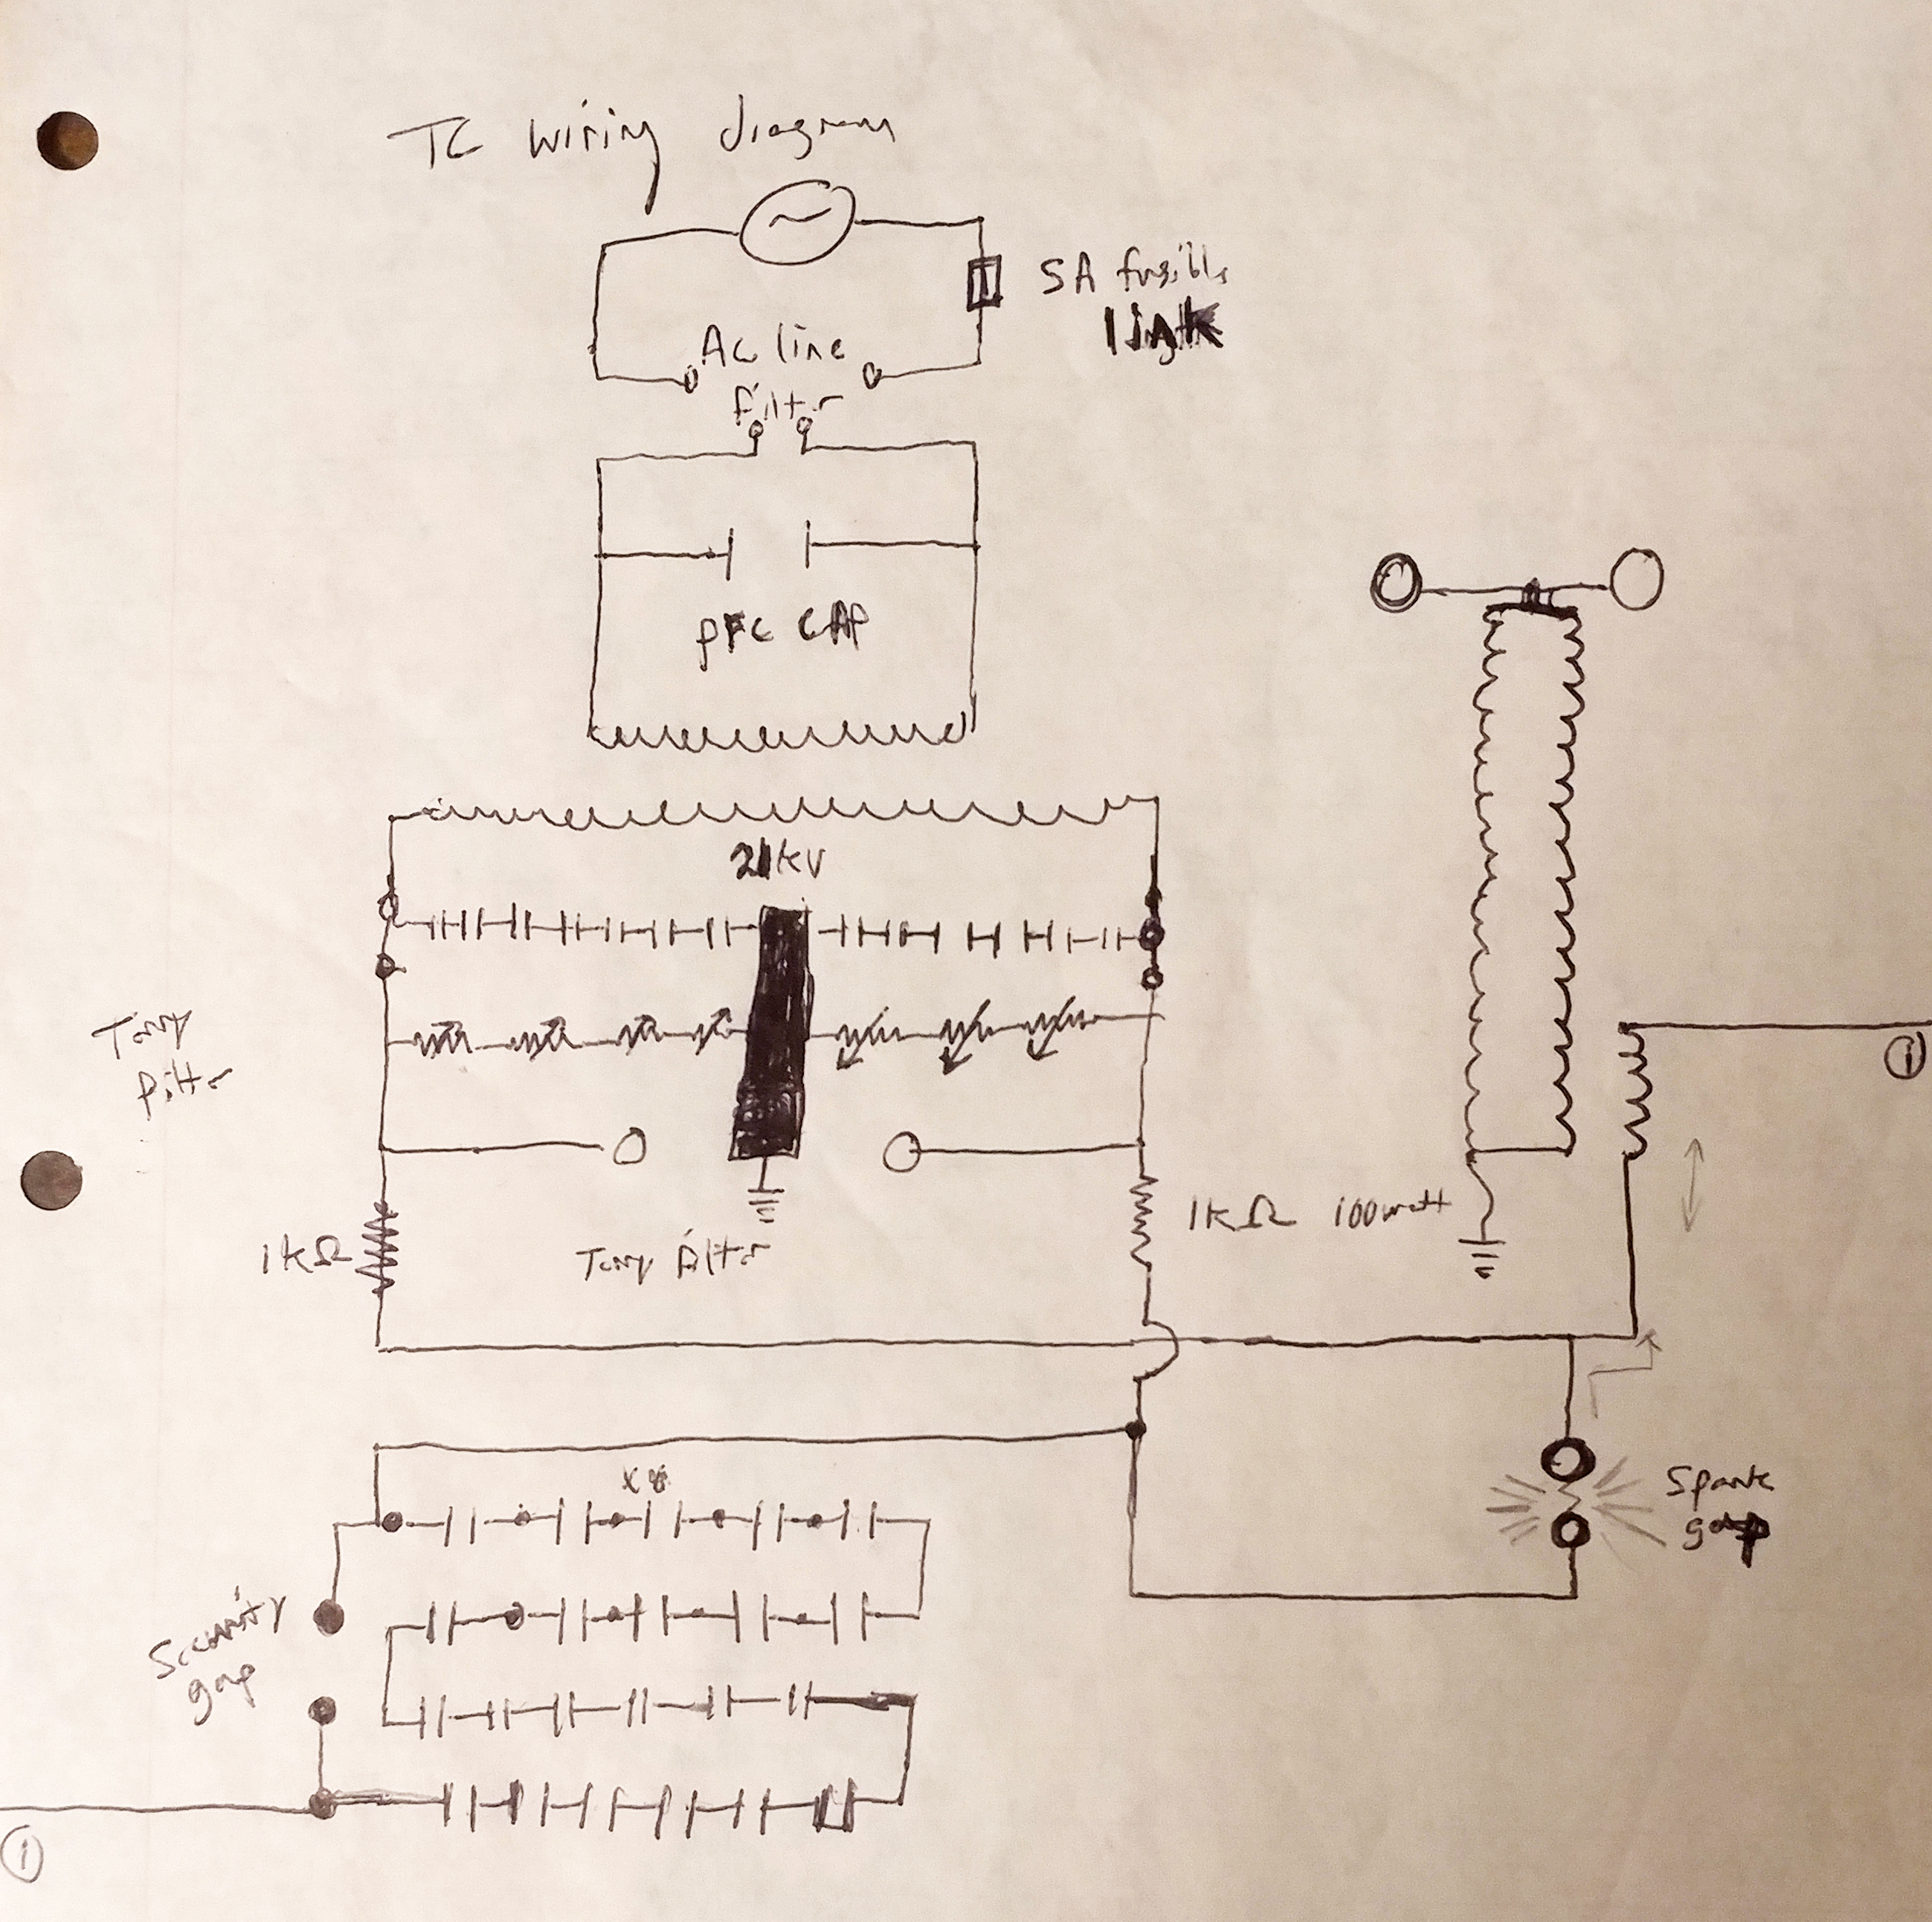 TC wiring diagram
5A fusible
link
AC line
filter
PFC CAP
21kV
Terry
filter
1kΩ
1kΩ 100watt
Terry filter
x8
Spark
gap
Security
gap
1
1